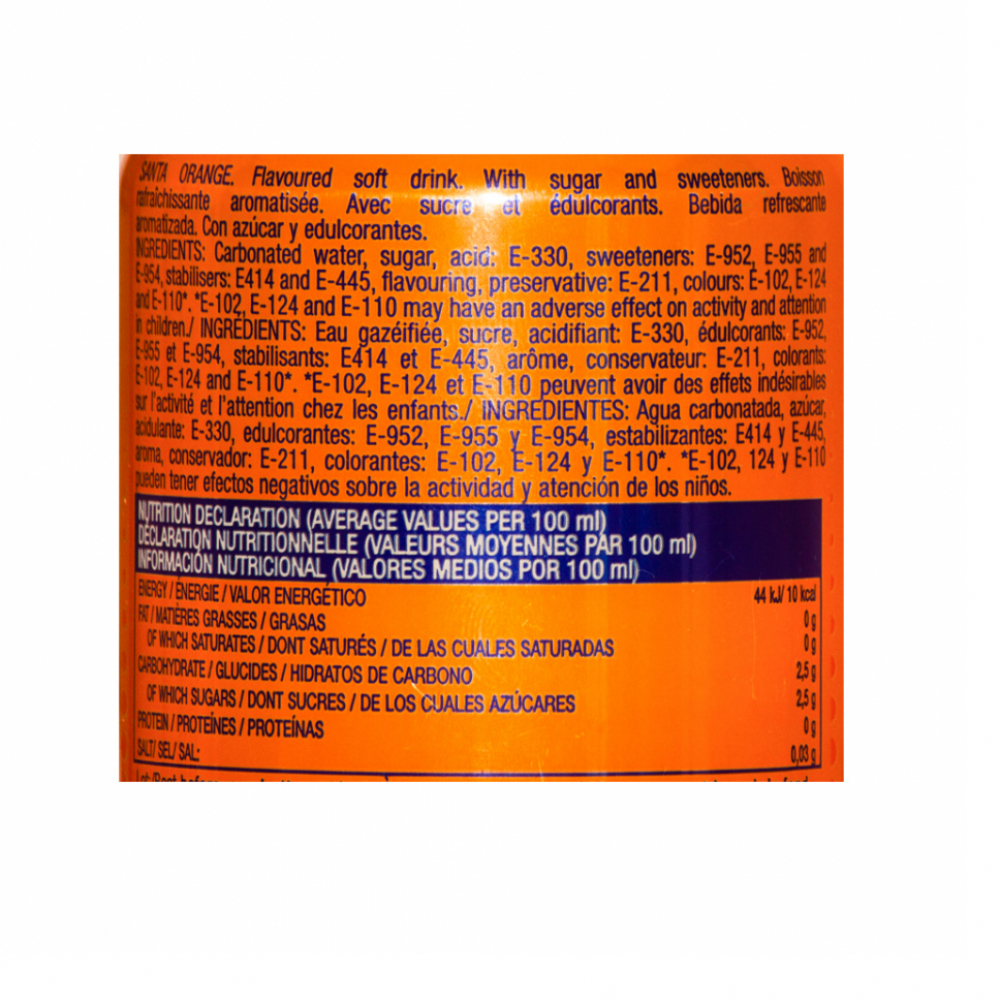 SANTA ORANGE. Flavoured soft drink. With sugar and sweeteners. Boisson
rafraîchissante aromatisée. Avec sucre et édulcorants. Bebida refrescante
aromatizada. Con azúcar y edulcorantes.
INGREDIENTS: Carbonated water, sugar, acid: E-330, sweeteners: E-952, E-955 and
E-954, stabilisers: E414 and E-445, flavouring, preservative: E-211, colours: E-102, E-124
and E-110*. *E-102, E-124 and E-110 may have an adverse effect on activity and attention
in children./ INGRÉDIENTS: Eau gazéifiée, sucre, acidifiant: E-330, édulcorants: E-952,
E-955 et E-954, stabilisants: E414 et E-445, arôme, conservateur: E-211, colorants:
E-102, E-124 and E-110*. *E-102, E-124 et E-110 peuvent avoir des effets indésirables
sur l'activité et l'attention chez les enfants./ INGREDIENTES: Agua carbonatada, azúcar,
acidulante: E-330, edulcorantes: E-952, E-955 y E-954, estabilizantes: E414 y E-445,
aroma, conservador: E-211, colorantes: E-102, E-124 y E-110*. *E-102, 124 y E-110
pueden tener efectos negativos sobre la actividad y atención de los niños.
NUTRITION DECLARATION (AVERAGE VALUES PER 100 ml)
DÉCLARATION NUTRITIONNELLE (VALEURS MOYENNES PAR 100 ml)
INFORMACIÓN NUTRICIONAL (VALORES MEDIOS POR 100 ml)
ENERGY / ÉNERGIE / VALOR ENERGÉTICO 44 kJ/ 10 kcal
FAT / MATIÈRES GRASSES / GRASAS 0 g
OF WHICH SATURATES / DONT SATURÉS / DE LAS CUALES SATURADAS 0 g
CARBOHYDRATE / GLUCIDES / HIDRATOS DE CARBONO 2,5 g
OF WHICH SUGARS / DONT SUCRES / DE LOS CUALES AZÚCARES 2,5 g
PROTEIN / PROTEÍNES / PROTEÍNAS 0 g
SALT/ SEL/ SAL: 0,03 g